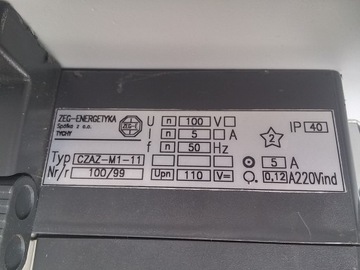 ZEG-ENERGETYKA
Spółka z o.o.
TYCHY
ZEG-E
U n 100 V
I n 5 A
f n 50 Hz
2
IP 40
Typ CZAZ-M1-11
Nr/r 100/99
Upn 110 V=
5 A
0,12 A220Vind